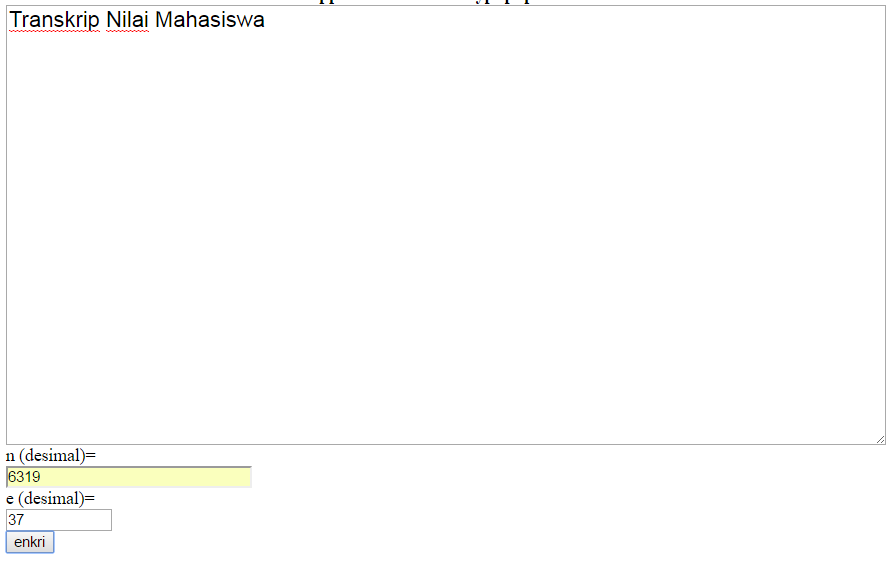 Transkrip Nilai Mahasiswa
n (desimal)=
6319
e (desimal)=
37
enkri